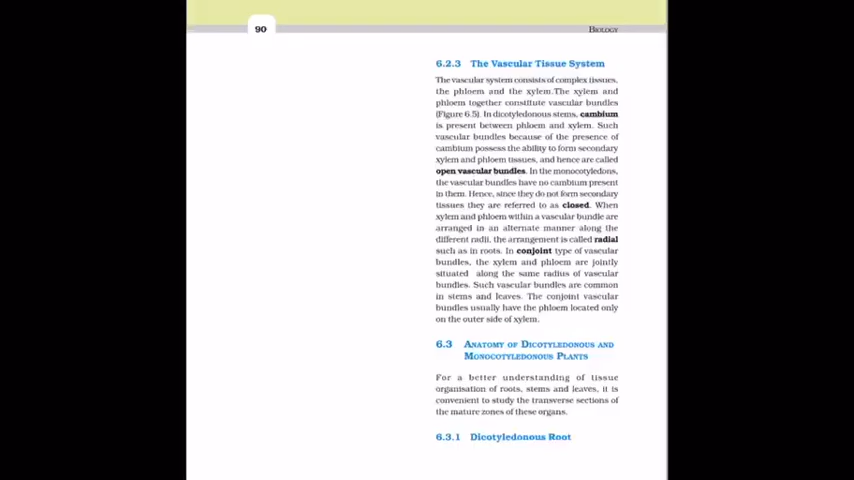 90
BIOLOGY
6.2.3 The Vascular Tissue System
The vascular system consists of complex tissues,
the phloem and the xylem.The xylem and
phloem together constitute vascular bundles
(Figure 6.5). In dicotyledonous stems, cambium
is present between phloem and xylem. Such
vascular bundles because of the presence of
cambium possess the ability to form secondary
xylem and phloem tissues, and hence are called
open vascular bundles. In the monocotyledons,
the vascular bundles have no cambium present
in them. Hence, since they do not form secondary
tissues they are referred to as closed. When
xylem and phloem within a vascular bundle are
arranged in an alternate manner along the
different radii, the arrangement is called radial
such as in roots. In conjoint type of vascular
bundles, the xylem and phloem are jointly
situated along the same radius of vascular
bundles. Such vascular bundles are common
in stems and leaves. The conjoint vascular
bundles usually have the phloem located only
on the outer side of xylem.
6.3 ANATOMY OF DICOTYLEDONOUS AND
MONOCOTYLEDONOUS PLANTS
For a better understanding of tissue
organisation of roots, stems and leaves, it is
convenient to study the transverse sections of
the mature zones of these organs.
6.3.1 Dicotyledonous Root